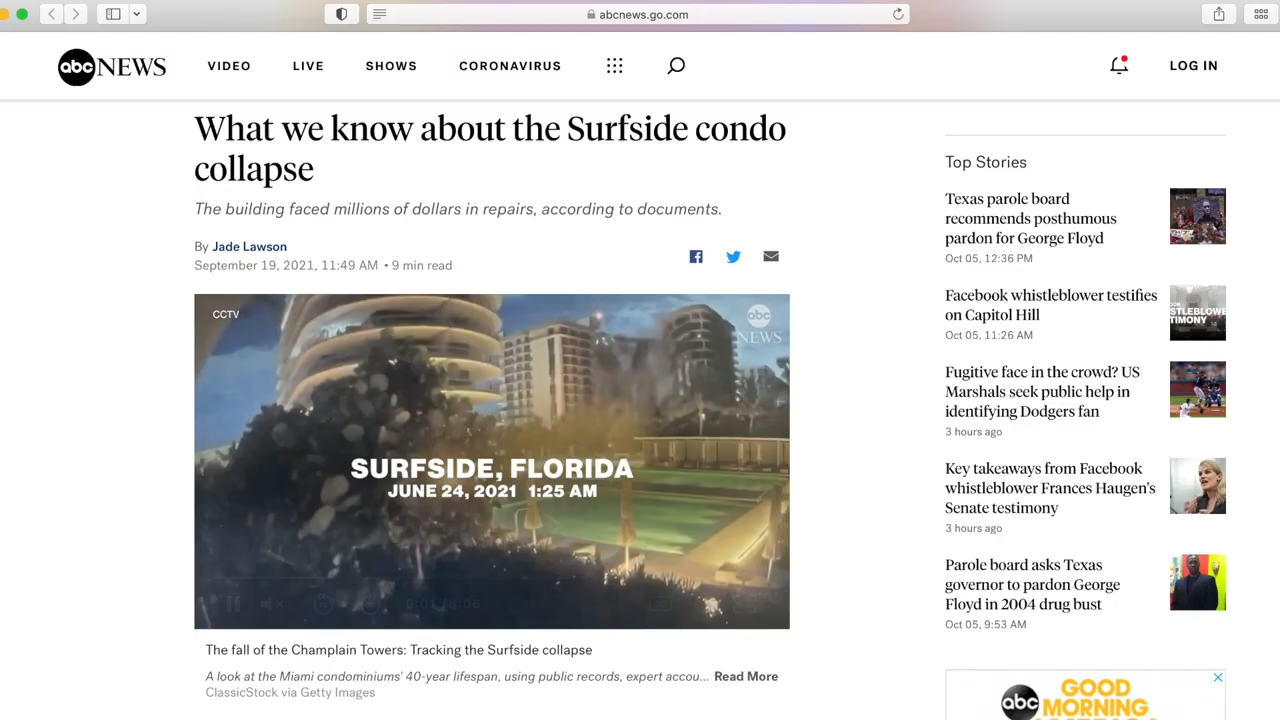 abcnews.go.com
abc NEWS VIDEO LIVE SHOWS CORONAVIRUS LOG IN
What we know about the Surfside condo
collapse
The building faced millions of dollars in repairs, according to documents.
By Jade Lawson
September 19, 2021, 11:49 AM • 9 min read
CCTV
abc
NEWS
SURFSIDE, FLORIDA
JUNE 24, 2021 1:25 AM
The fall of the Champlain Towers: Tracking the Surfside collapse
A look at the Miami condominiums' 40-year lifespan, using public records, expert accou... Read More
ClassicStock via Getty Images
Top Stories
Texas parole board
recommends posthumous
pardon for George Floyd
Oct 05, 12:36 PM
Facebook whistleblower testifies
on Capitol Hill
Oct 05, 11:26 AM
Fugitive face in the crowd? US
Marshals seek public help in
identifying Dodgers fan
3 hours ago
Key takeaways from Facebook
whistleblower Frances Haugen's
Senate testimony
3 hours ago
Parole board asks Texas
governor to pardon George
Floyd in 2004 drug bust
Oct 05, 9:53 AM
abc
GOOD
MORNING